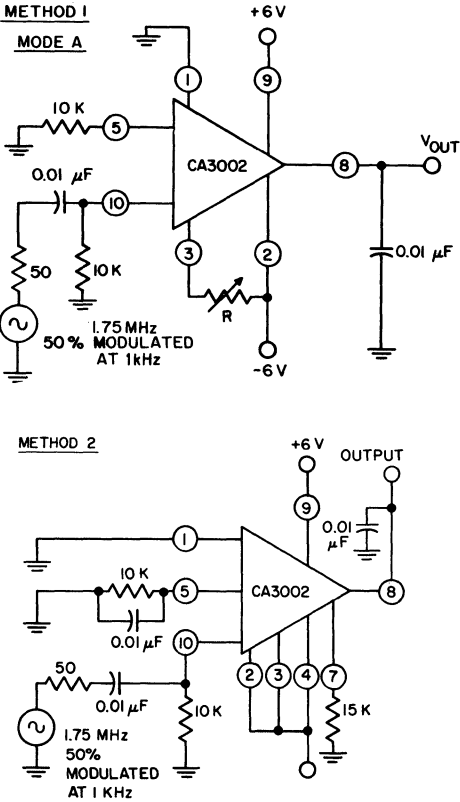 METHOD 1
MODE A
+6V
1
9
10K
5
CA3002
8
VOUT
0.01 µF
10
0.01 µF
50
10K
3
2
R
1.75 MHz
50% MODULATED
AT 1kHz
-6V
METHOD 2
+6V
OUTPUT
9
0.01
µF
1
10 K
5
CA3002
8
0.01 µF
10
50
0.01 µF
10K
2
3
4
7
15K
1.75 MHz
50%
MODULATED
AT 1 KHz